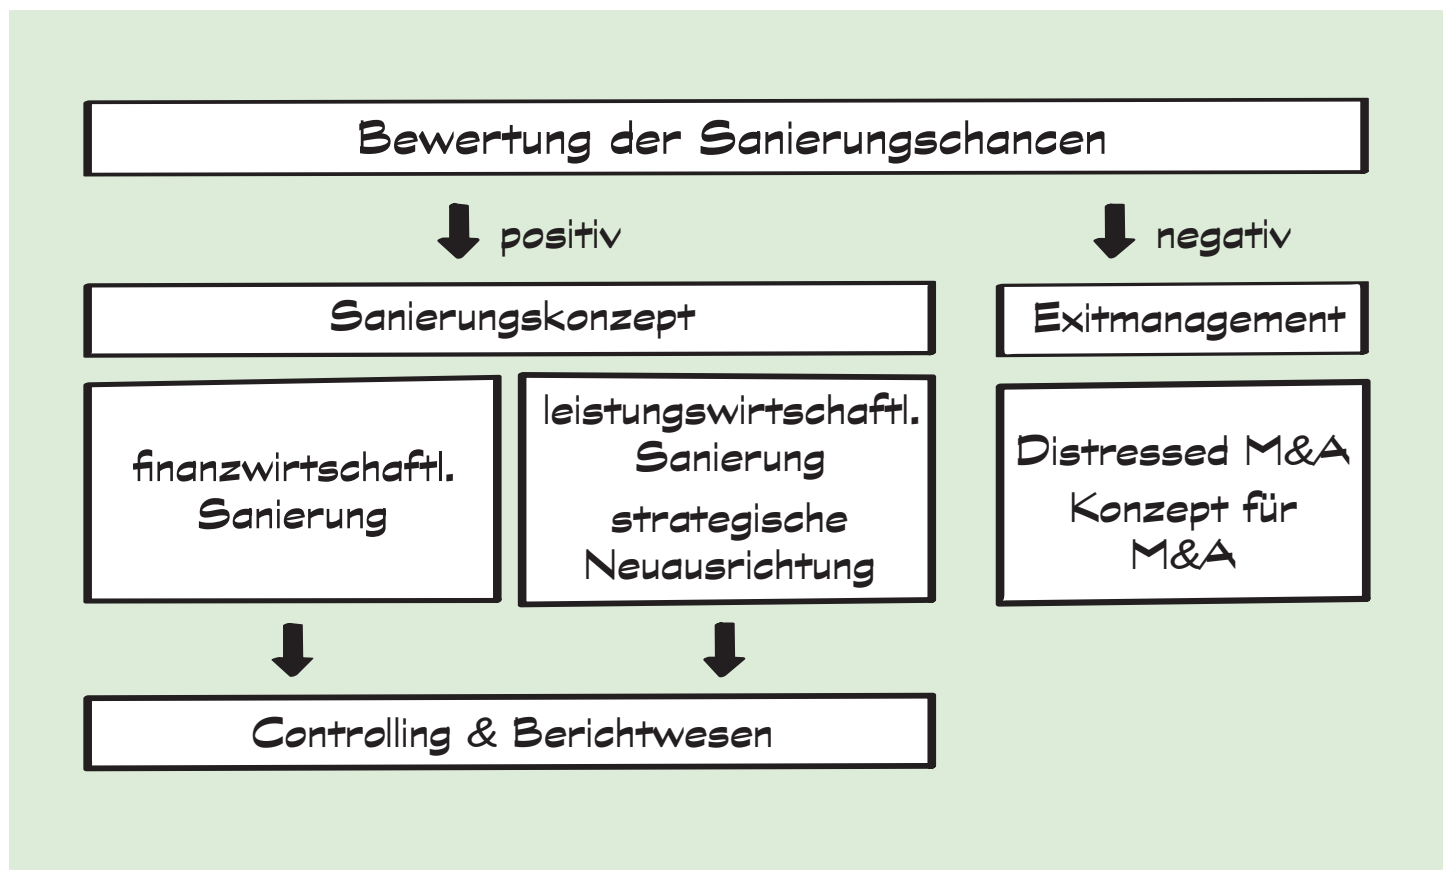 Bewertung der Sanierungschancen
positiv
negativ
Sanierungskonzept
Exitmanagement
finanzwirtschaftl.
Sanierung
leistungswirtschaftl.
Sanierung
strategische
Neuausrichtung
Distressed M&A
Konzept für
M&A
Controlling & Berichtwesen